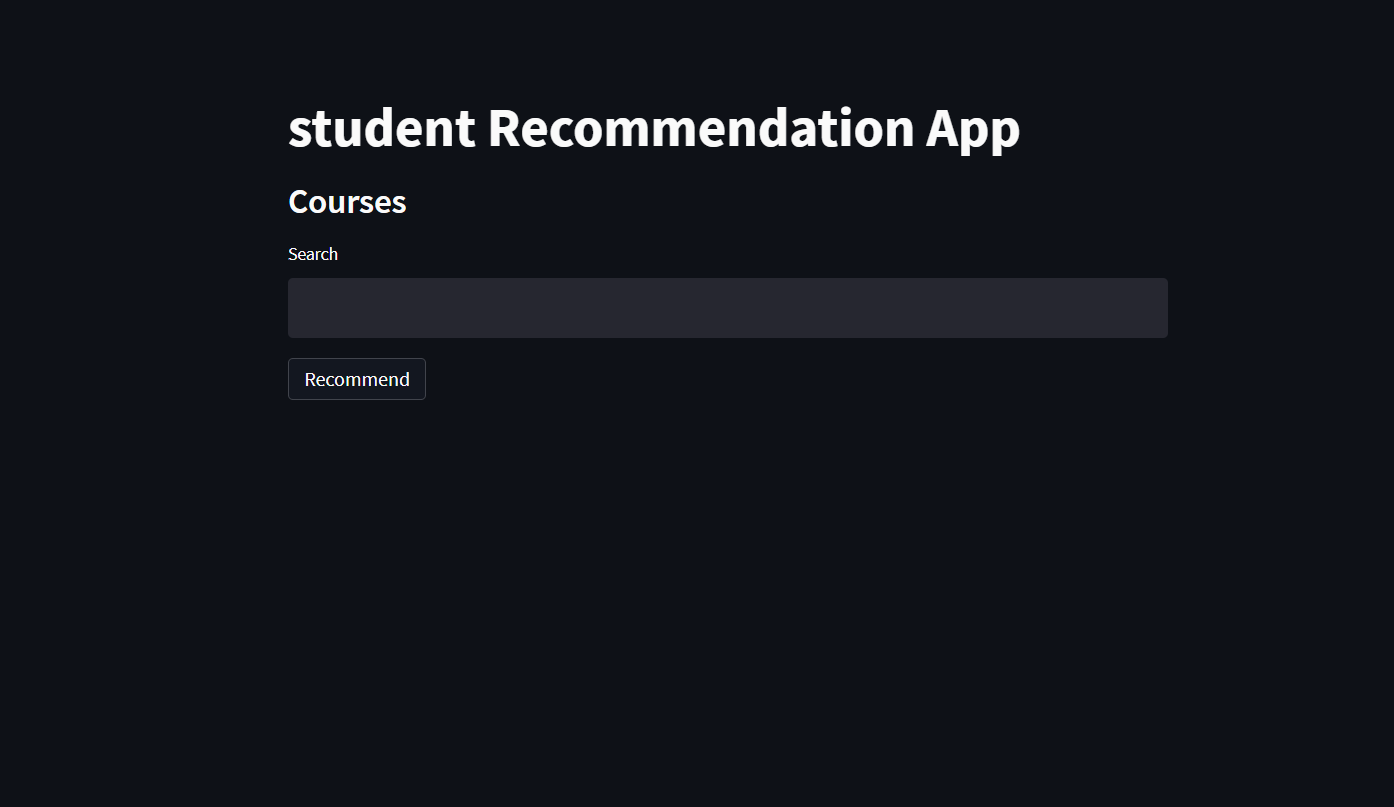 student Recommendation App
Courses
Search
Recommend